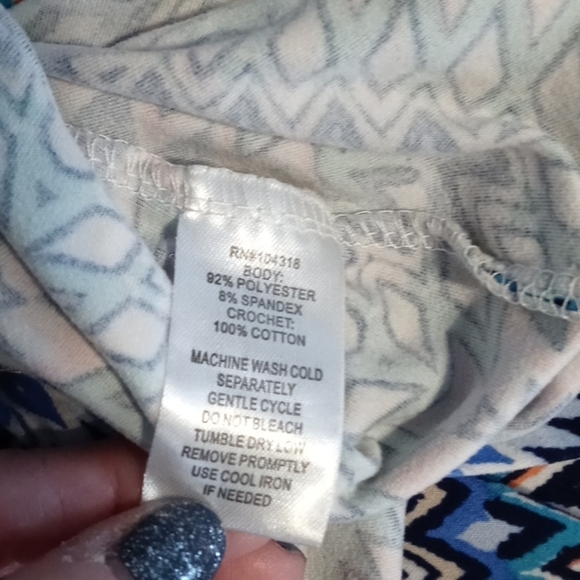 RN#104318
BODY:
92% POLYESTER
8% SPANDEX
CROCHET:
100% COTTON
MACHINE WASH COLD
SEPARATELY
GENTLE CYCLE
DO NOT BLEACH
TUMBLE DRY LOW
REMOVE PROMPTLY
USE COOL IRON
IF NEEDED